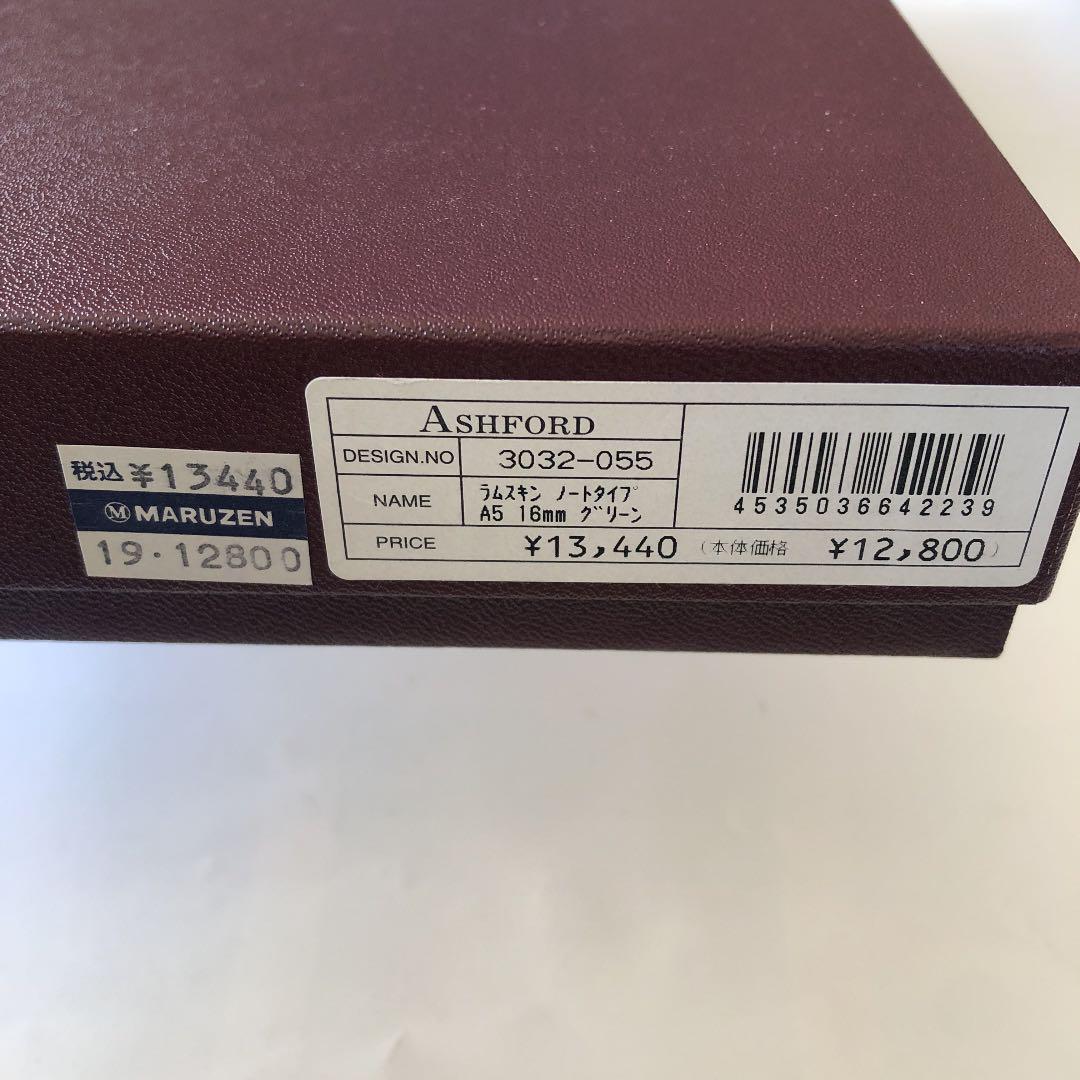 税込 ¥13440
M MARUZEN
19・12800
ASHFORD
DESIGN.NO 3032-055
NAME ラムスキン ノートタイプ
A5 16mm グリーン
4535036642239
PRICE ¥13,440 (本体価格 ¥12,800)